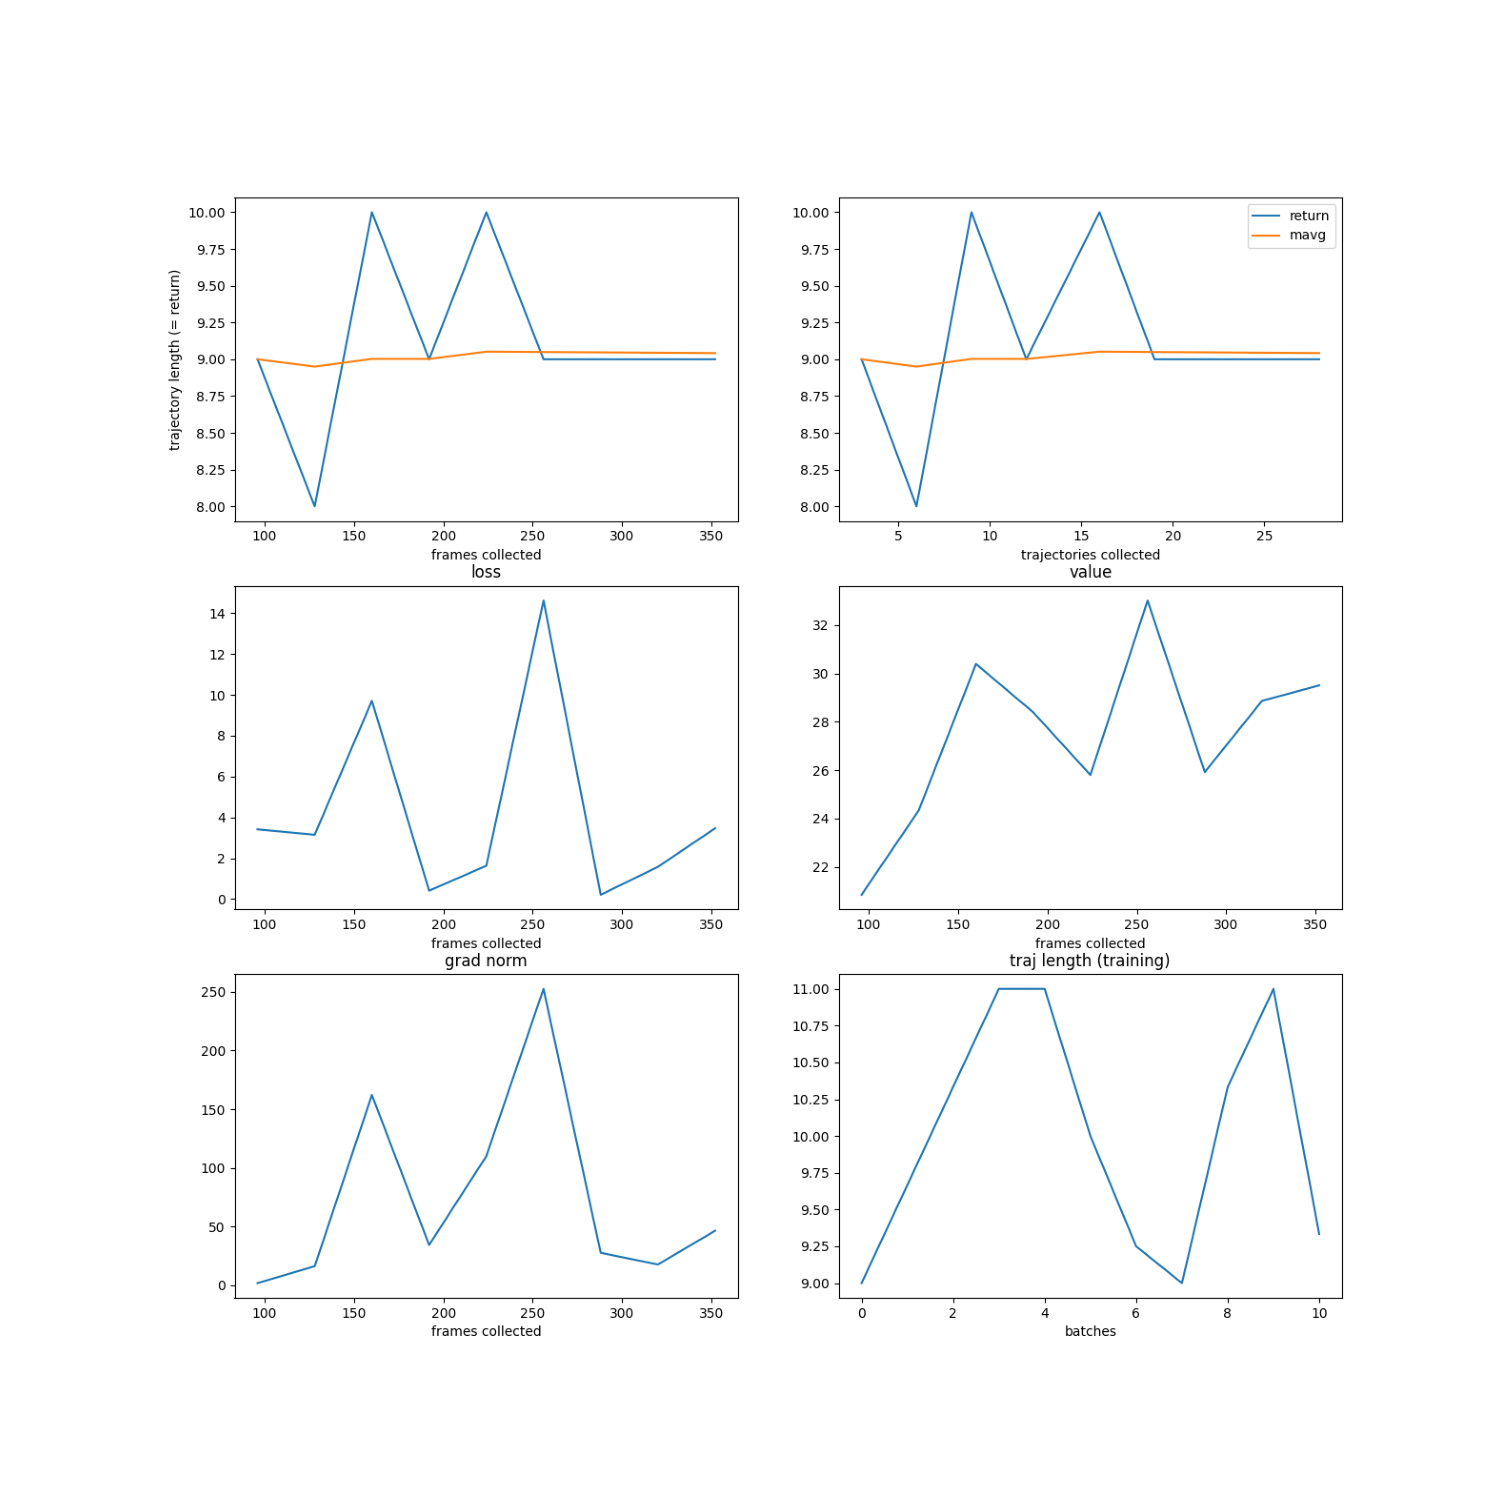 trajectory length (= return)
10.00
9.75
9.50
9.25
9.00
8.75
8.50
8.25
8.00
100 150 200 250 300 350
frames collected
return
mavg
10.00
9.75
9.50
9.25
9.00
8.75
8.50
8.25
8.00
5 10 15 20 25
trajectories collected
loss
14
12
10
8
6
4
2
0
100 150 200 250 300 350
frames collected
value
32
30
28
26
24
22
100 150 200 250 300 350
frames collected
grad norm
250
200
150
100
50
0
100 150 200 250 300 350
frames collected
traj length (training)
11.00
10.75
10.50
10.25
10.00
9.75
9.50
9.25
9.00
0 2 4 6 8 10
batches